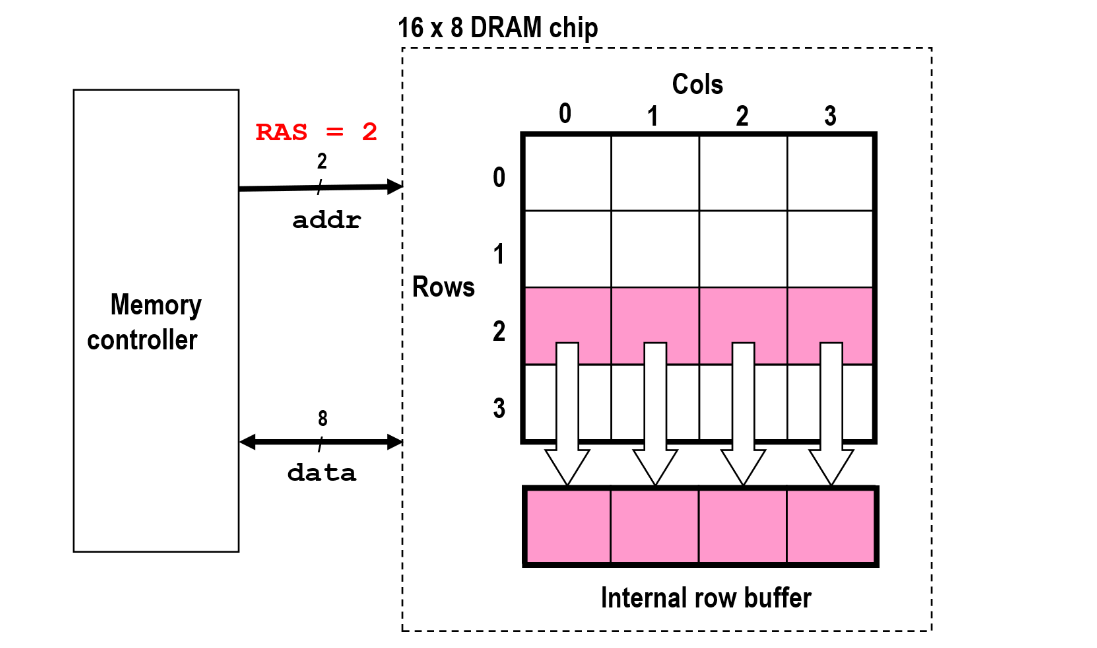 16 x 8 DRAM chip
Cols
0 1 2 3
RAS = 2
2
addr
0
1
Rows
2
3
Memory
controller
8
data
Internal row buffer